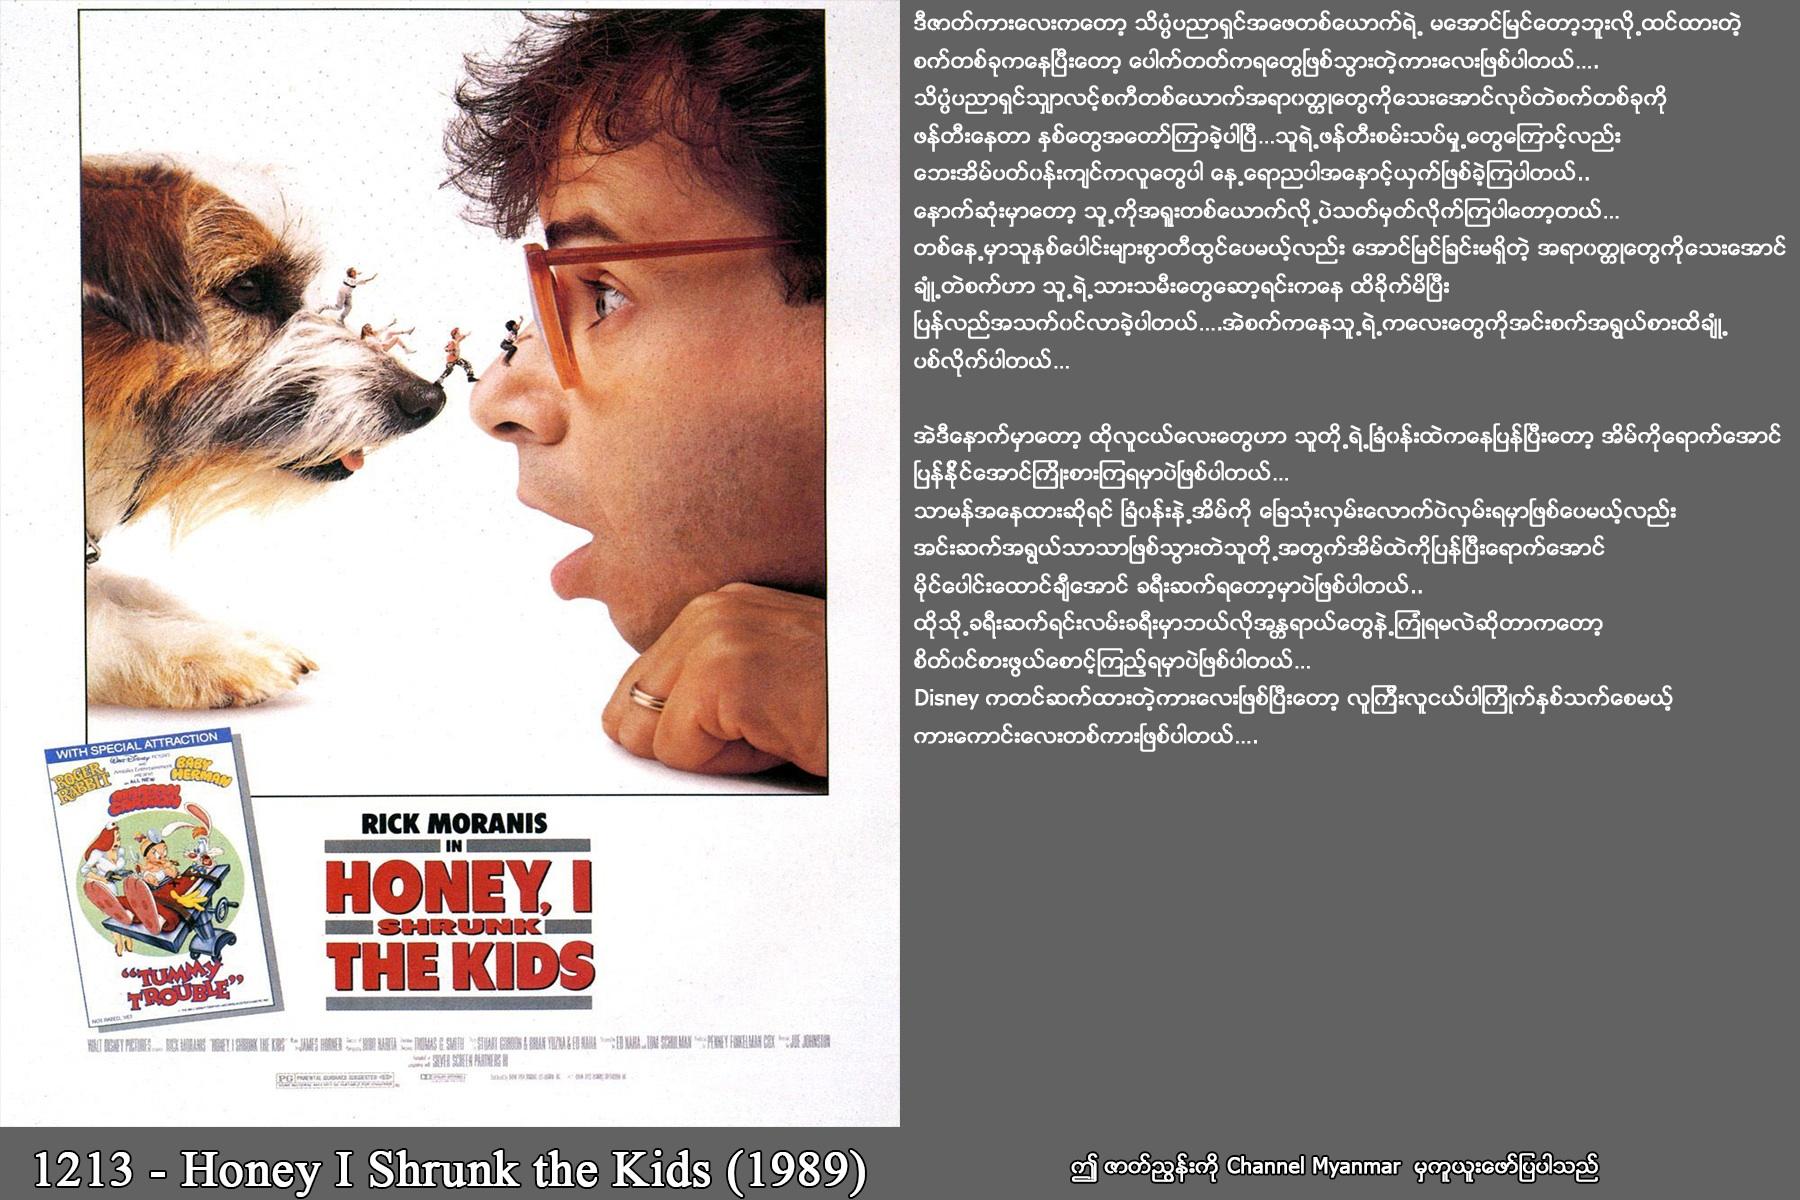 WITH SPECIAL ATTRACTION
WALT DISNEY PICTURES
ALL NEW
ROGER RABBIT
BABY HERMAN
"TUMMY TROUBLE"
RICK MORANIS
IN
HONEY, I
SHRUNK
THE KIDS
1213 - Honey I Shrunk the Kids (1989)
ဒီဇာတ်ကားလေးကတော့ သိပ္ပံပညာရှင်အဖေတစ်ယောက်ရဲ့ မအောင်မြင်တော့ဘူးလို့ထင်ထားတဲ့
စက်တစ်ခုကနေပြီးတော့ ပေါက်တတ်ကရတွေဖြစ်သွားတဲ့ကားလေးဖြစ်ပါတယ်....
သိပ္ပံပညာရှင်သျှာလင့်စကီတစ်ယောက်အရာဝတ္ထုတွေကိုသေးအောင်လုပ်တဲစက်တစ်ခုကို
ဖန်တီးနေတာ နှစ်တွေအတော်ကြာခဲ့ပါပြီ...သူရဲ့ဖန်တီးစမ်းသပ်မှု့တွေကြောင့်လည်း
ဘေးအိမ်ပတ်ဝန်းကျင်ကလူတွေပါ နေ့ရောညပါအနှောင့်ယှက်ဖြစ်ခဲ့ကြပါတယ်..
နောက်ဆုံးမှာတော့ သူ့ကိုအရူးတစ်ယောက်လို့ပဲသတ်မှတ်လိုက်ကြပါတော့တယ်...
တစ်နေ့မှာသူနှစ်ပေါင်းများစွာတီထွင်ပေမယ့်လည်း အောင်မြင်ခြင်းမရှိတဲ့ အရာဝတ္ထုတွေကိုသေးအောင်
ချုံ့တဲစက်ဟာ သူ့ရဲ့သားသမီးတွေဆော့ရင်းကနေ ထိခိုက်မိပြီး
ပြန်လည်အသက်ဝင်လာခဲ့ပါတယ်....အဲစက်ကနေသူ့ရဲ့ကလေးတွေကိုအင်းစက်အရွယ်စားထိချုံ့
ပစ်လိုက်ပါတယ်...
အဲဒီနောက်မှာတော့ ထိုလူငယ်လေးတွေဟာ သူတို့ရဲ့ခြံဝန်းထဲကနေပြန်ပြီးတော့ အိမ်ကိုရောက်အောင်
ပြန်နိုင်အောင်ကြိုးစားကြရမှာပဲဖြစ်ပါတယ်...
သာမန်အနေထားဆိုရင် ခြံဝန်းနဲ့အိမ်ကို ခြေသုံးလှမ်းလောက်ပဲလှမ်းရမှာဖြစ်ပေမယ့်လည်း
အင်းဆက်အရွယ်သာသာဖြစ်သွားတဲသူတို့အတွက်အိမ်ထဲကိုပြန်ပြီးရောက်အောင်
မိုင်ပေါင်းထောင်ချီအောင် ခရီးဆက်ရတော့မှာပဲဖြစ်ပါတယ်..
ထိုသို့ခရီးဆက်ရင်းလမ်းခရီးမှာဘယ်လိုအန္တရာယ်တွေနဲ့ကြုံရမလဲဆိုတာကတော့
စိတ်ဝင်စားဖွယ်စောင့်ကြည့်ရမှာပဲဖြစ်ပါတယ်...
Disney ကတင်ဆက်ထားတဲ့ကားလေးဖြစ်ပြီးတော့ လူကြီးလူငယ်ပါကြိုက်နှစ်သက်စေမယ့်
ကားကောင်းလေးတစ်ကားဖြစ်ပါတယ်....
ဤ ဇာတ်ညွှန်းကို Channel Myanmar မှကူယူးဖော်ပြပါသည်